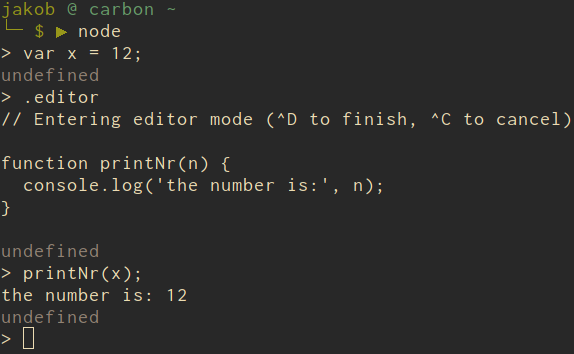 jakob @ carbon ~
└─ $ ▶ node
> var x = 12;
undefined
> .editor
// Entering editor mode (^D to finish, ^C to cancel)
function printNr(n) {
  console.log('the number is:', n);
}
undefined
> printNr(x);
the number is: 12
undefined
>